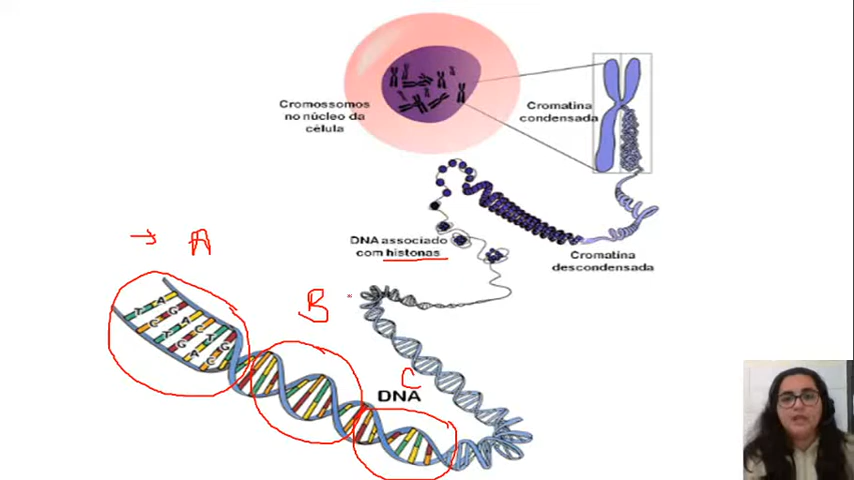 Cromossomos
no núcleo da
célula
Cromatina
condensada
DNA associado
com histonas
Cromatina
descondensada
→ A
B
C
DNA